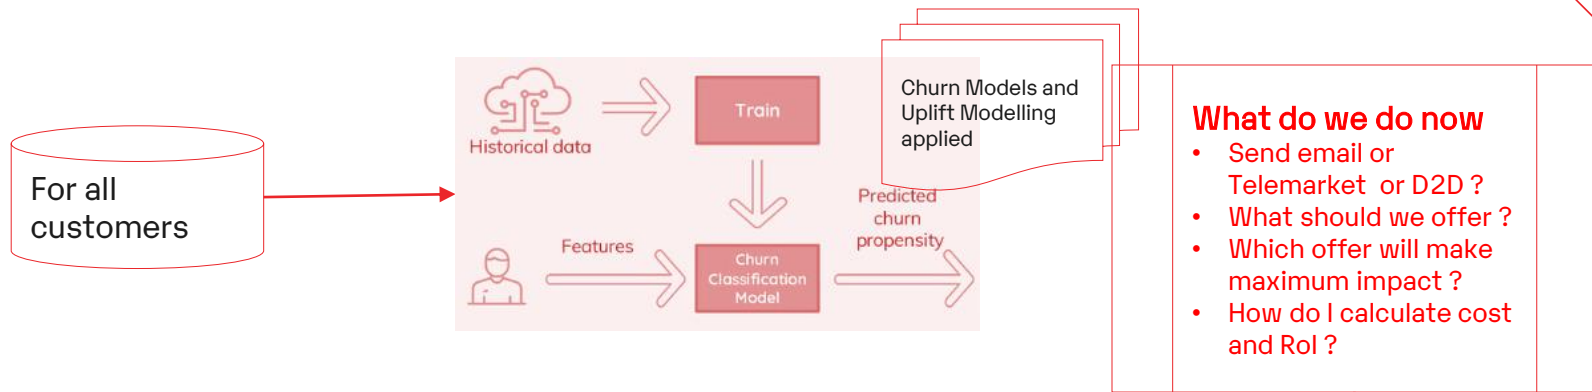 For all
customers
Historical data
Train
Features
Churn
Classification
Model
Predicted
churn
propensity
Churn Models and
Uplift Modelling
applied
What do we do now
• Send email or
Telemarket or D2D ?
• What should we offer ?
• Which offer will make
maximum impact ?
• How do I calculate cost
and RoI ?